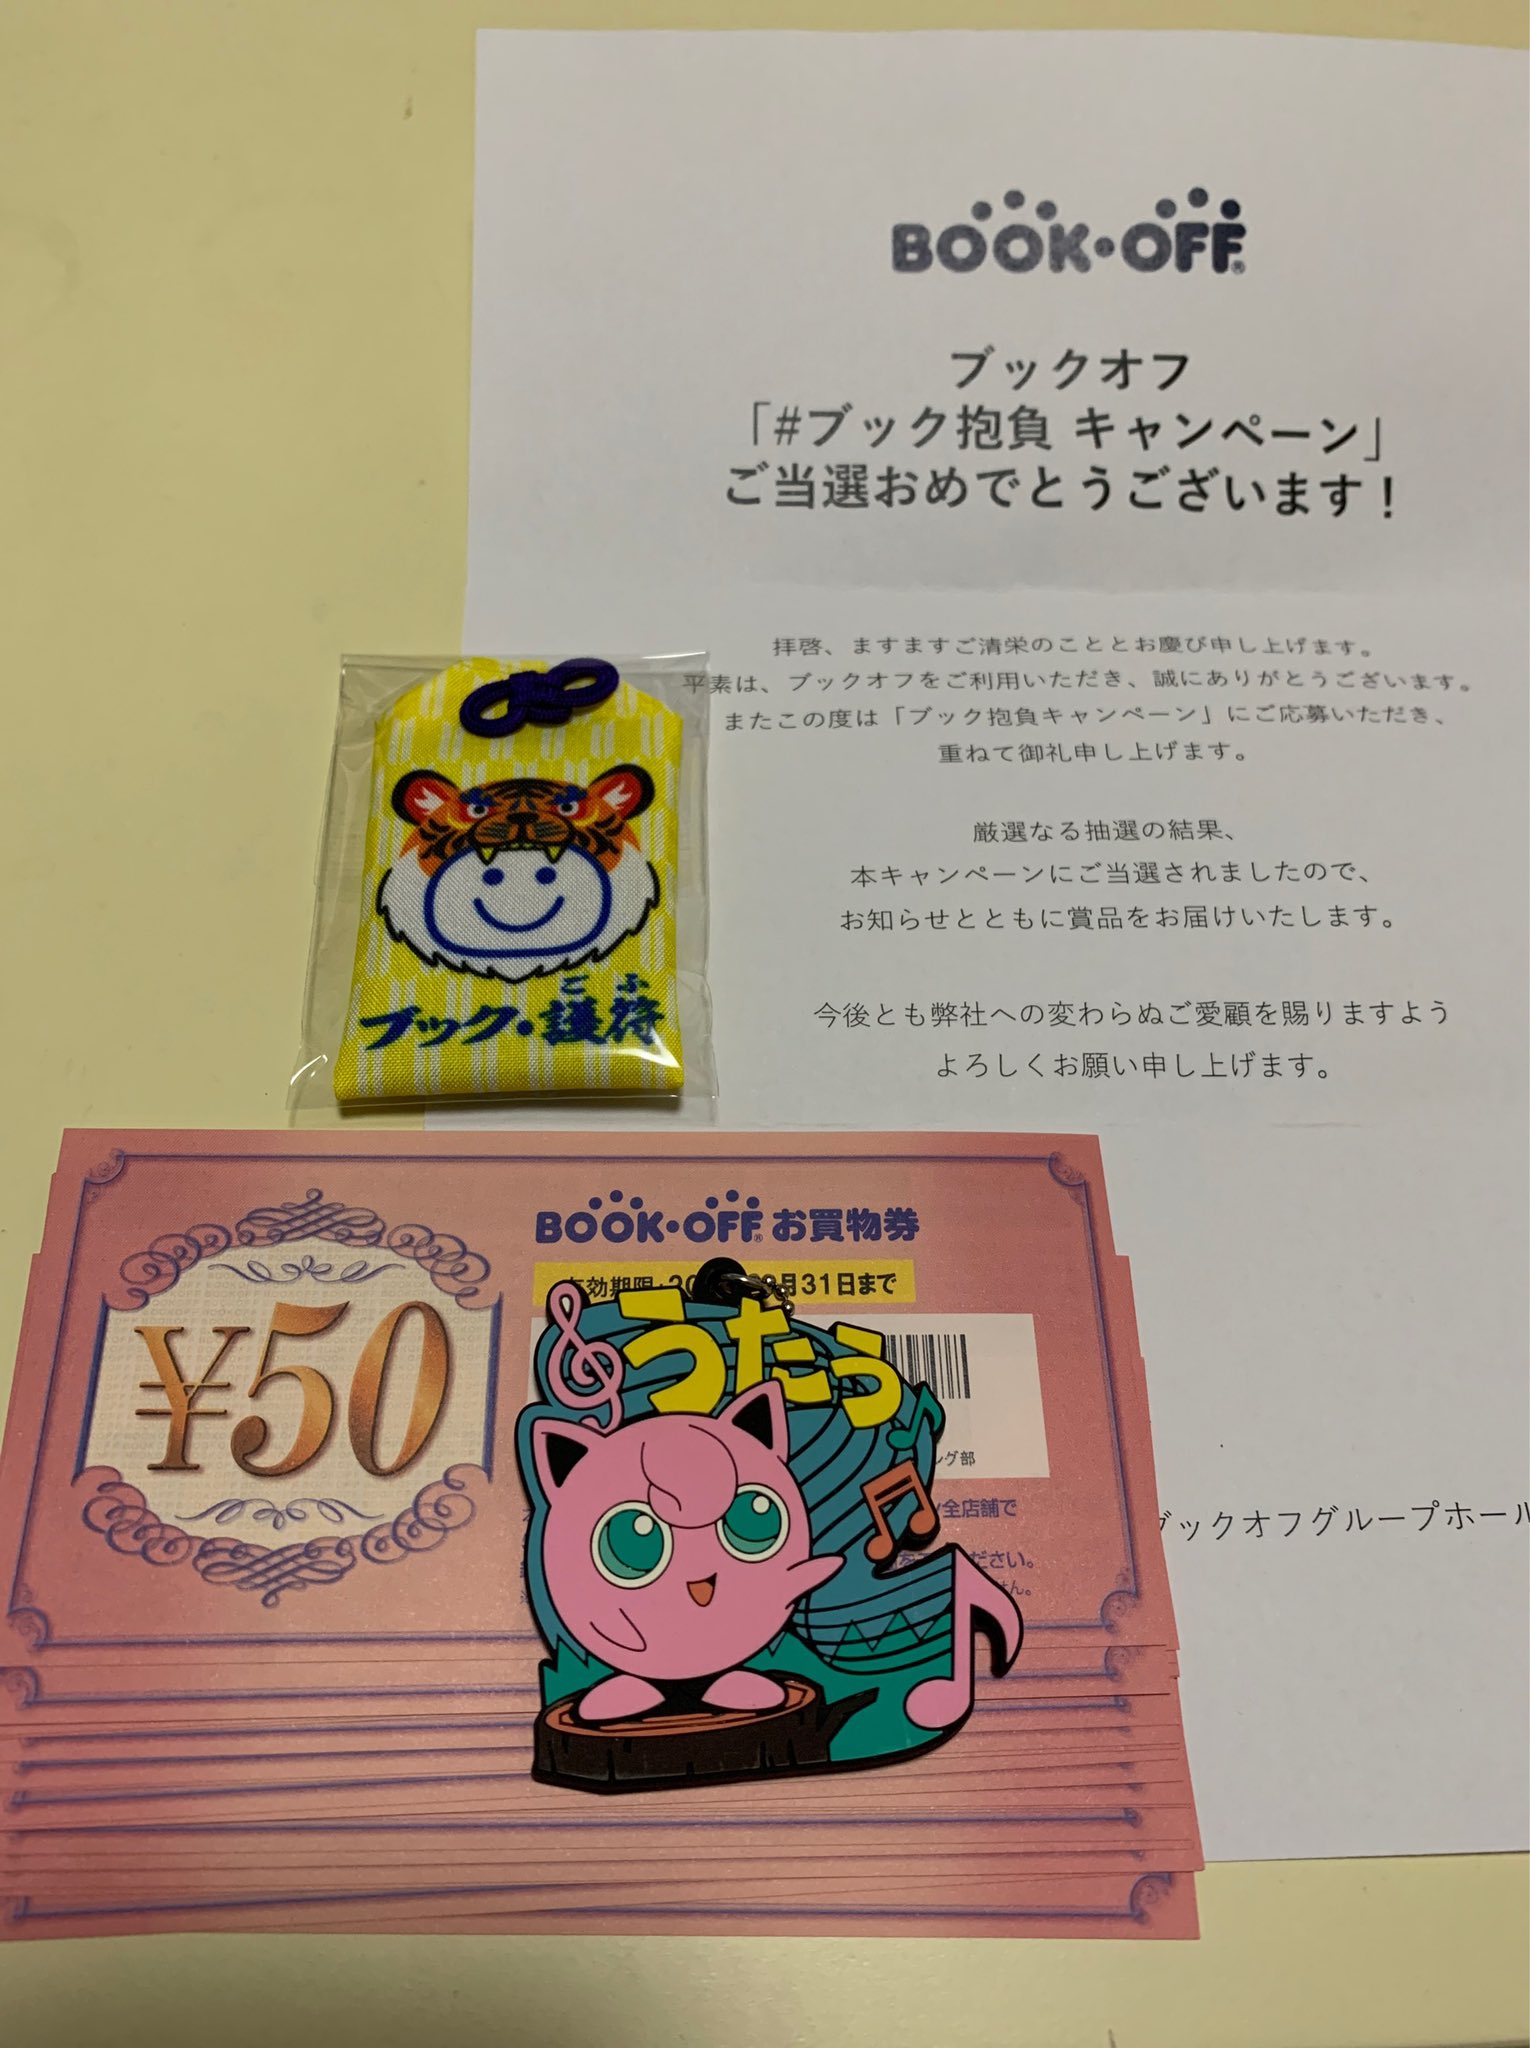 BOOK・OFF
ブックオフ
「#ブック抱負 キャンペーン」
ご当選おめでとうございます！
拝啓、ますますご清栄のこととお慶び申し上げます。
平素は、ブックオフをご利用いただき、誠にありがとうございます。
またこの度は「ブック抱負キャンペーン」にご応募いただき、
重ねて御礼申し上げます。
厳選なる抽選の結果、
本キャンペーンにご当選されましたので、
お知らせとともに賞品をお届けいたします。
今後とも弊社への変わらぬご愛顧を賜りますよう
よろしくお願い申し上げます。
ブックオフグループホール
ごふ
ブック・護符
¥50
BOOK・OFF お買物券
有効期限:20 月31日まで
うたう
ング部
全店舗で
ください。
せん。